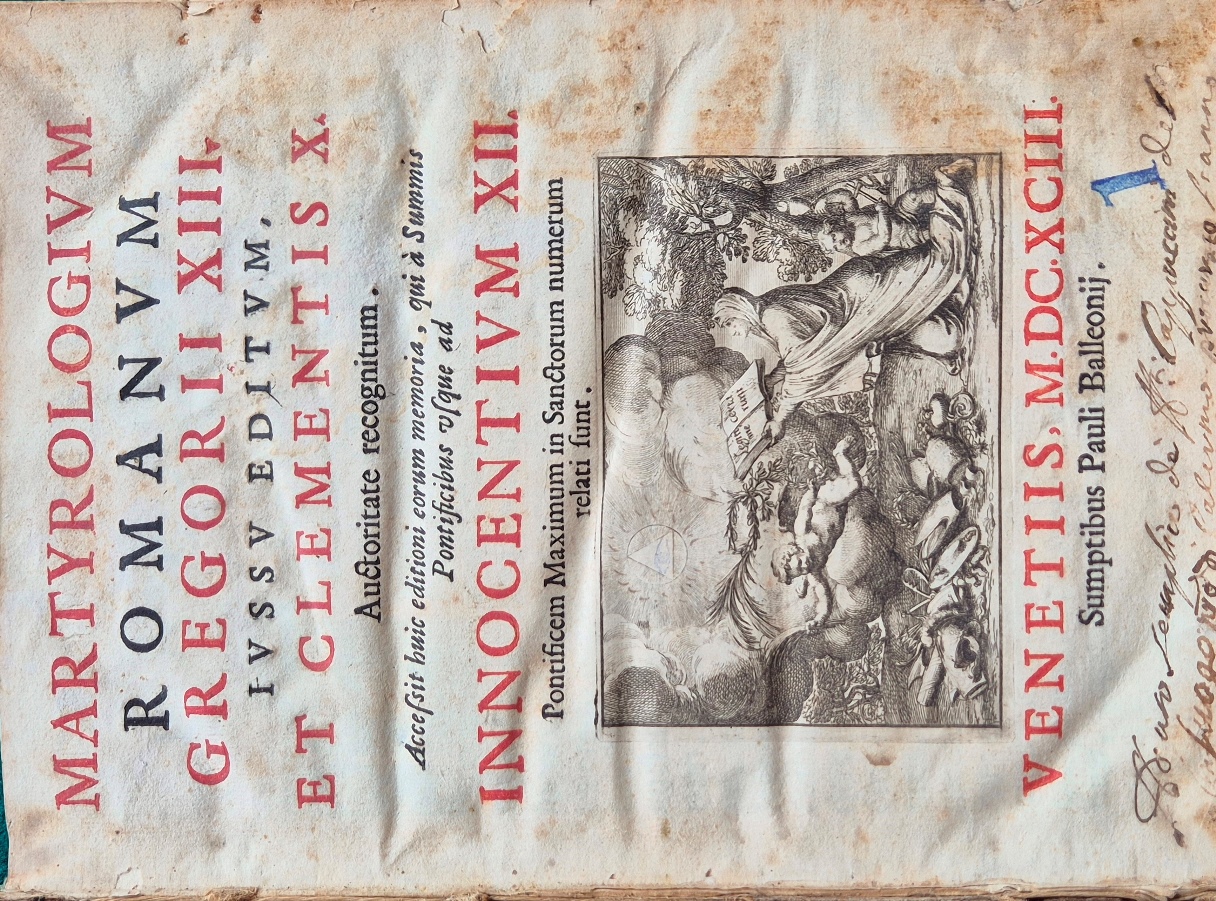 MARTYROLOGIVM
ROMANVM
GREGORII XIII.
IVSSV EDITVM,
ET CLEMENTIS X.
Auctoritate recognitum.
Accessit huic editioni eorum memoria, qui à Summis
Pontificibus vsque ad
INNOCENTIVM XII.
Pontificem Maximum in Sanctorum numerum
relati sunt.
VENETIIS, M.DC.XCIII.
Sumptibus Pauli Balleonij.
1